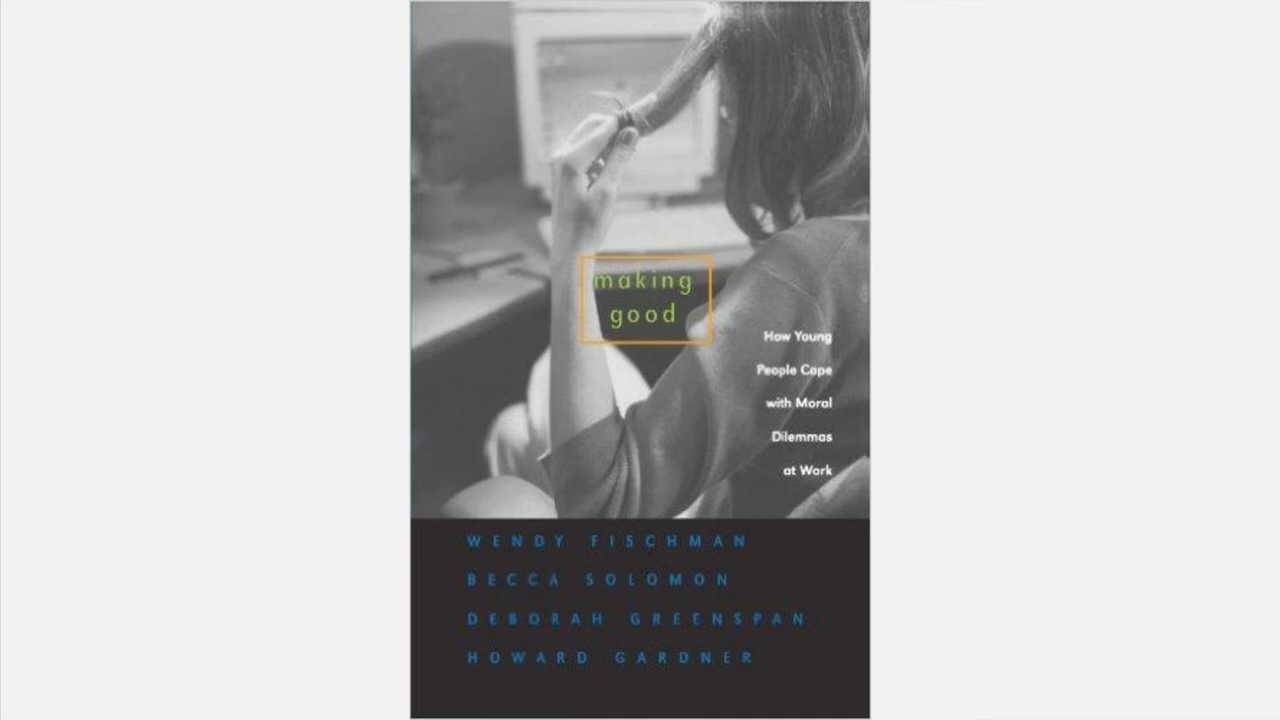 making
good
How Young
People Cope
with Moral
Dilemmas
at Work
WENDY FISCHMAN
BECCA SOLOMON
DEBORAH GREENSPAN
HOWARD GARDNER